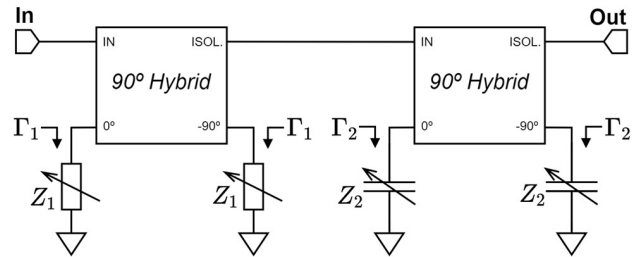 In Out
IN ISOL. IN ISOL.
90º Hybrid 90º Hybrid
Γ₁ 0º -90º Γ₁ Γ₂ 0º -90º Γ₂
Z₁ Z₁ Z₂ Z₂